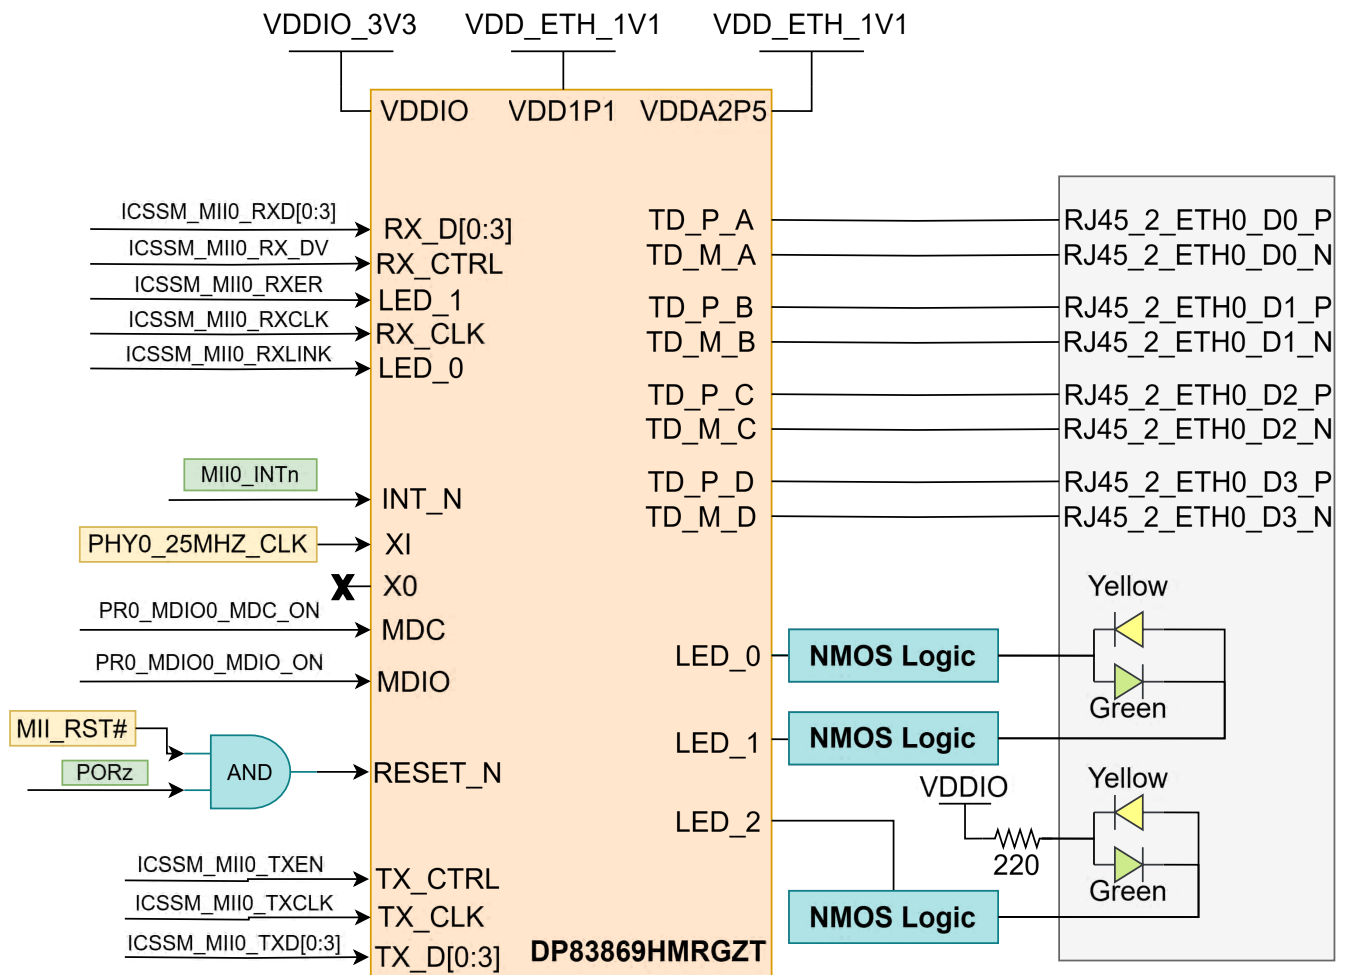 VDDIO_3V3 VDD_ETH_1V1 VDD_ETH_1V1
VDDIO VDD1P1 VDDA2P5
ICSSM_MII0_RXD[0:3]
RX_D[0:3]
ICSSM_MII0_RX_DV
RX_CTRL
ICSSM_MII0_RXER
LED_1
ICSSM_MII0_RXCLK
RX_CLK
ICSSM_MII0_RXLINK
LED_0
MII0_INTn
INT_N
PHY0_25MHZ_CLK
XI
X
X0
PR0_MDIO0_MDC_ON
MDC
PR0_MDIO0_MDIO_ON
MDIO
MII_RST#
PORz
AND
RESET_N
ICSSM_MII0_TXEN
TX_CTRL
ICSSM_MII0_TXCLK
TX_CLK
ICSSM_MII0_TXD[0:3]
TX_D[0:3]
TD_P_A
RJ45_2_ETH0_D0_P
TD_M_A
RJ45_2_ETH0_D0_N
TD_P_B
RJ45_2_ETH0_D1_P
TD_M_B
RJ45_2_ETH0_D1_N
TD_P_C
RJ45_2_ETH0_D2_P
TD_M_C
RJ45_2_ETH0_D2_N
TD_P_D
RJ45_2_ETH0_D3_P
TD_M_D
RJ45_2_ETH0_D3_N
Yellow
LED_0
NMOS Logic
Green
LED_1
NMOS Logic
VDDIO
Yellow
LED_2
220
Green
NMOS Logic
DP83869HMRGZT